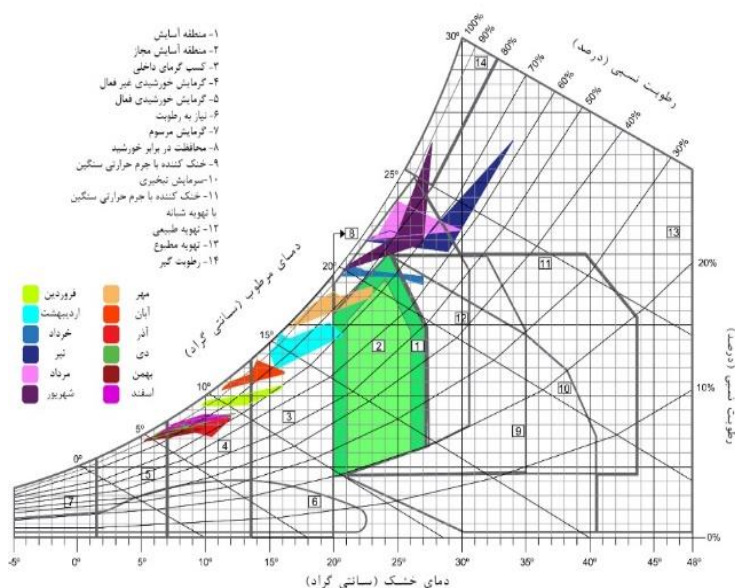 ۱- منطقه آسایش
۲- منطقه آسایش مجاز
۳- کسب گرمای داخلی
۴- گرمایش خورشیدی غیر فعال
۵- گرمایش خورشیدی فعال
۶- نیاز به رطوبت
۷- گرمایش مرسوم
۸- محافظت در برابر خورشید
۹- خنک کننده با جرم حرارتی سنگین
۱۰- سرمایش تبخیری
۱۱- خنک کننده با جرم حرارتی سنگین
با تهویه شبانه
۱۲- تهویه طبیعی
۱۳- تهویه مطبوع
۱۴- رطوبت گیر
مهر
فروردین
آبان
اردیبهشت
آذر
خرداد
دی
تیر
بهمن
مرداد
اسفند
شهریور
رطوبت نسبی (درصد)
100%
90%
80%
70%
60%
50%
40%
30%
دمای مرطوب (سانتی گراد)
0°
5°
10°
15°
20°
25°
30°
1
2
3
4
5
6
7
8
9
10
11
12
13
14
رطوبت نسبی (درصد)
20%
10%
0%
-5° 0° 5° 10° 15° 20° 25° 30° 35° 40° 45° 48°
دمای خشک (سانتی گراد)